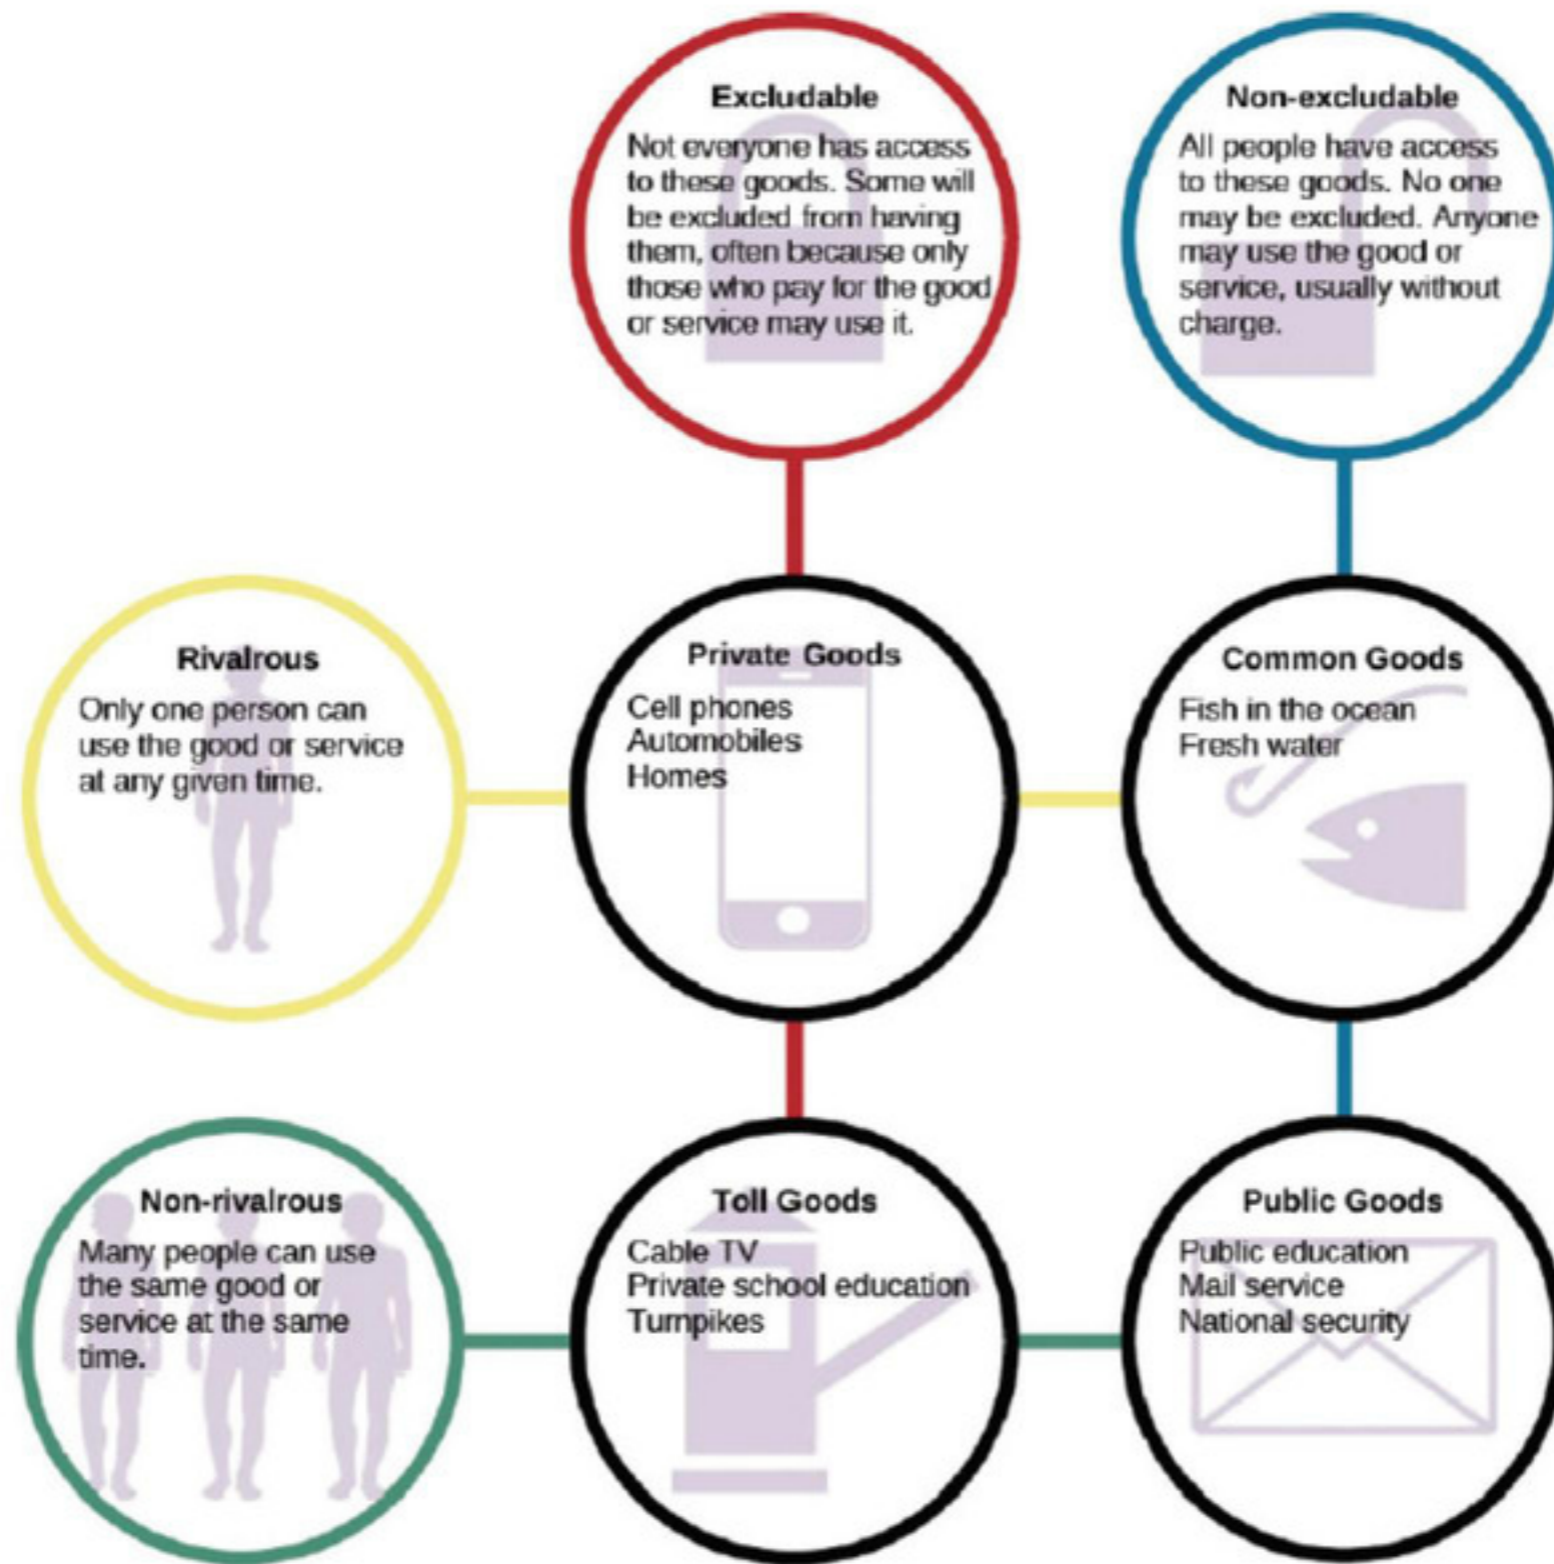 Excludable
Not everyone has access
to these goods. Some will
be excluded from having
them, often because only
those who pay for the good
or service may use it.
Non-excludable
All people have access
to these goods. No one
may be excluded. Anyone
may use the good or
service, usually without
charge.
Rivalrous
Only one person can
use the good or service
at any given time.
Private Goods
Cell phones
Automobiles
Homes
Common Goods
Fish in the ocean
Fresh water
Non-rivalrous
Many people can use
the same good or
service at the same
time.
Toll Goods
Cable TV
Private school education
Turnpikes
Public Goods
Public education
Mail service
National security